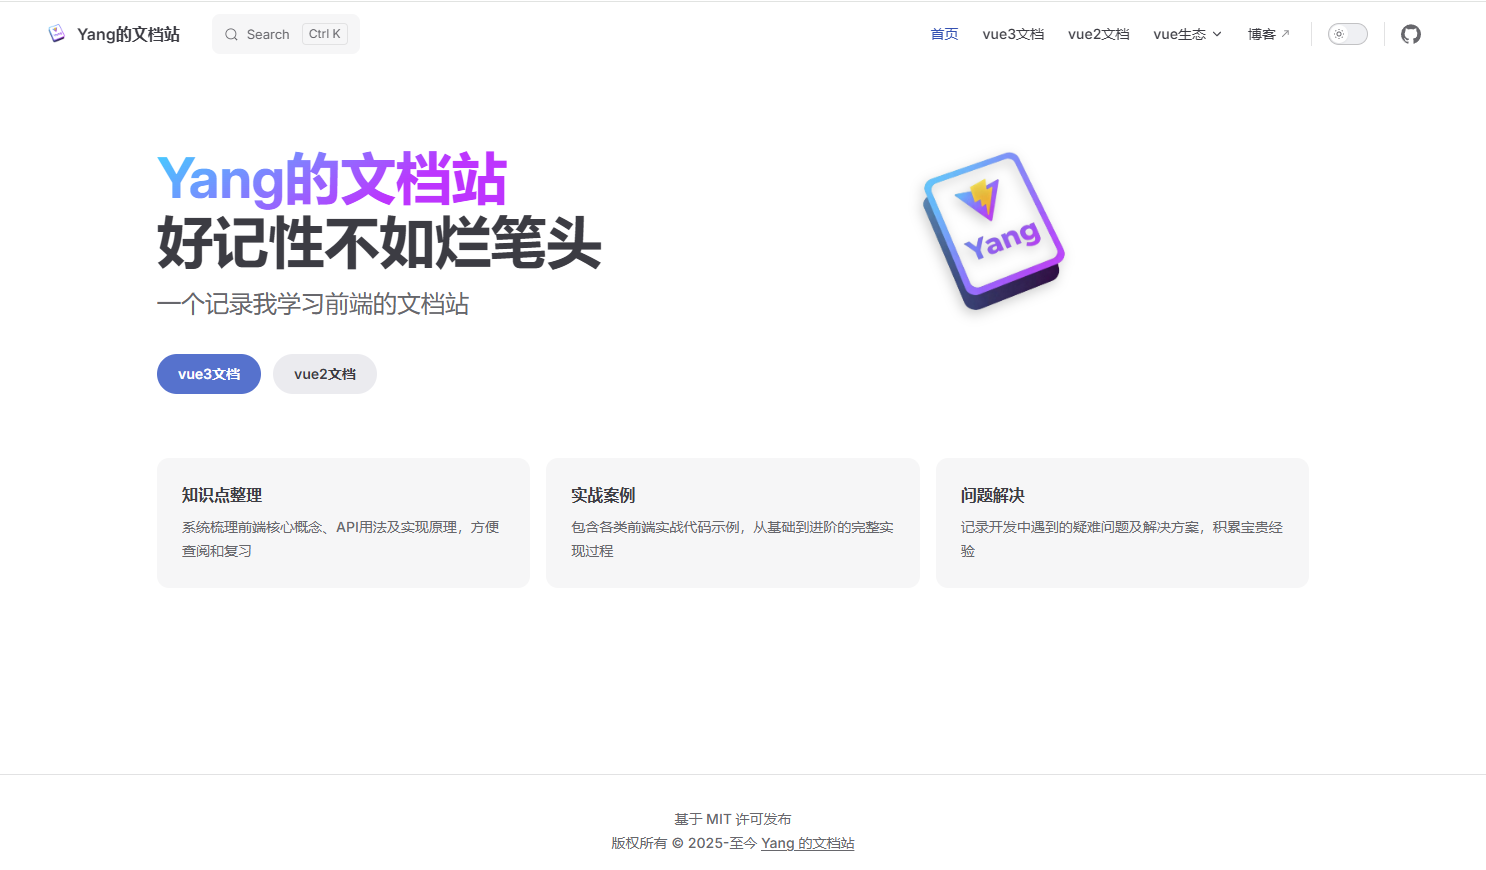 Yang的文档站
Search
Ctrl K
首页
vue3文档
vue2文档
vue生态
博客
Yang的文档站
好记性不如烂笔头
一个记录我学习前端的文档站
Yang
vue3文档
vue2文档
知识点整理
系统梳理前端核心概念、API用法及实现原理，方便
查阅和复习
实战案例
包含各类前端实战代码示例，从基础到进阶的完整实
现过程
问题解决
记录开发中遇到的疑难问题及解决方案，积累宝贵经
验
基于 MIT 许可发布
版权所有 © 2025-至今 Yang 的文档站